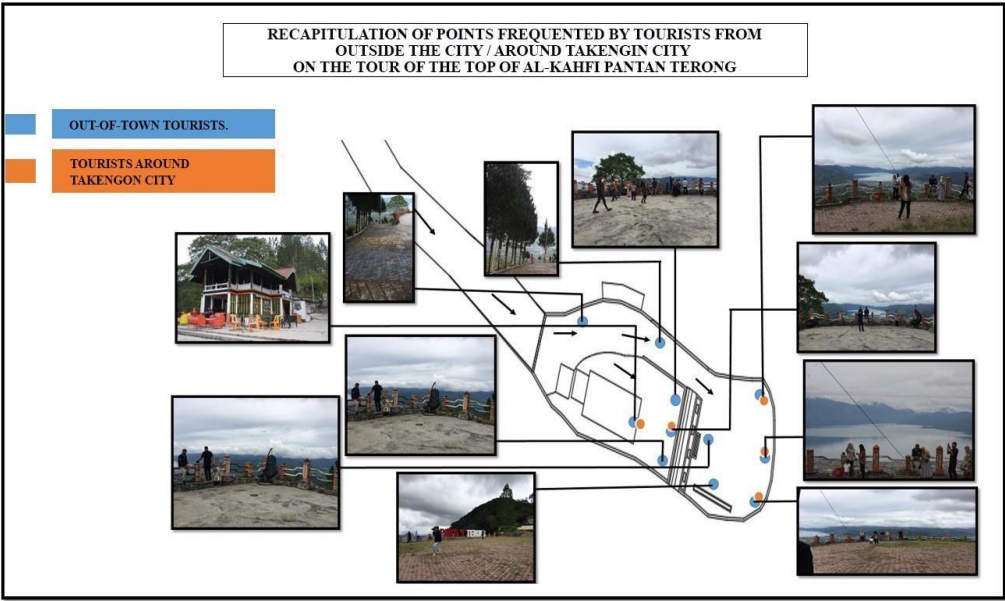 RECAPITULATION OF POINTS FREQUENTED BY TOURISTS FROM
OUTSIDE THE CITY / AROUND TAKENGIN CITY
ON THE TOUR OF THE TOP OF AL-KAHFI PANTAN TERONG
OUT-OF-TOWN TOURISTS.
TOURISTS AROUND
TAKENGON CITY